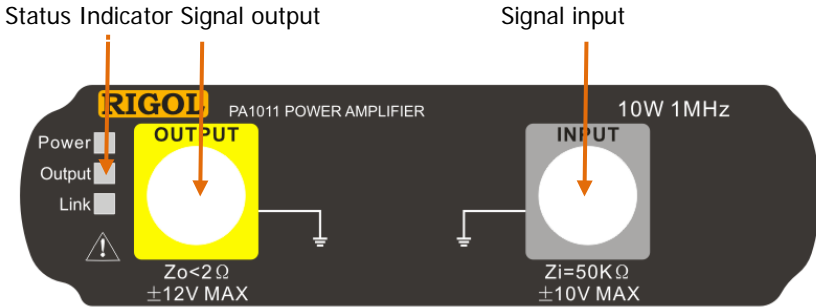 Status Indicator Signal output Signal input
RIGOL PA1011 POWER AMPLIFIER 10W 1MHz
Power OUTPUT INPUT
Output
Link
Zo<2Ω Zi=50KΩ
±12V MAX ±10V MAX